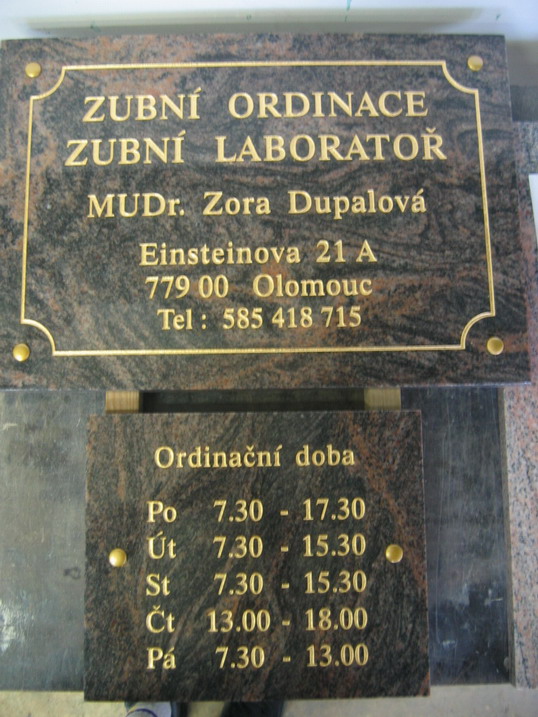 ZUBNÍ ORDINACE
ZUBNÍ LABORATOŘ
MUDr. Zora Dupalová
Einsteinova 21 A
779 00 Olomouc
Tel : 585 418 715
Ordinační doba
Po 7.30 - 17.30
Út 7.30 - 15.30
St 7.30 - 15.30
Čt 13.00 - 18.00
Pá 7.30 - 13.00